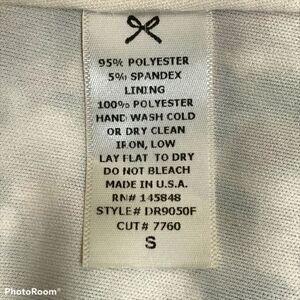 95% POLYESTER
5% SPANDEX
LINING
100% POLYESTER
HAND WASH COLD
OR DRY CLEAN
IRON, LOW
LAY FLAT TO DRY
DO NOT BLEACH
MADE IN U.S.A.
RN# 145848
STYLE# DR9050F
CUT# 7760
S
PhotoRoom